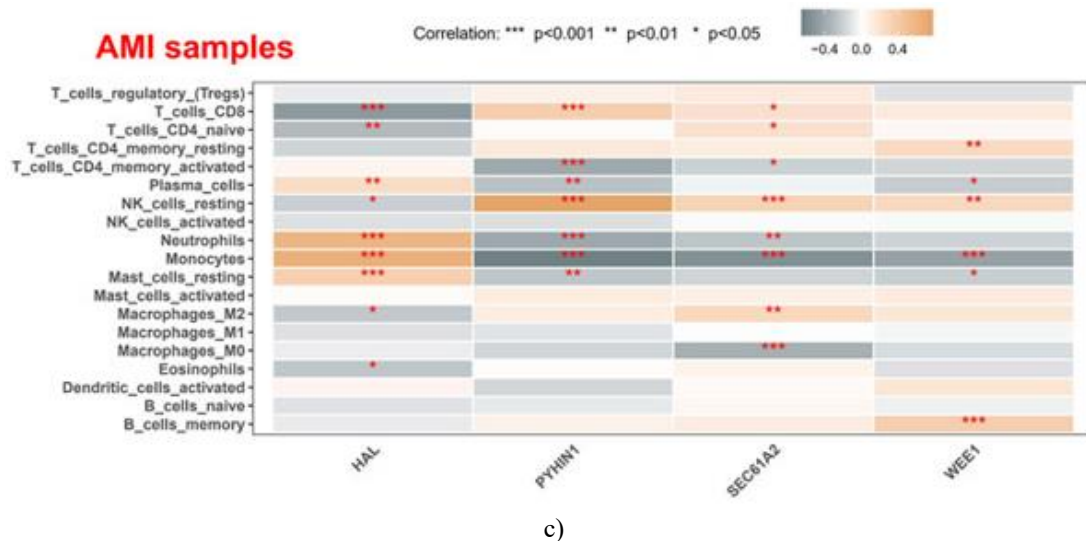 AMI samples
Correlation: *** p<0.001 ** p<0.01 * p<0.05
−0.4 0.0 0.4
T_cells_regulatory_(Tregs)
T_cells_CD8 *** *** *
T_cells_CD4_naive ** *
T_cells_CD4_memory_resting **
T_cells_CD4_memory_activated *** *
Plasma_cells ** ** *
NK_cells_resting * *** *** **
NK_cells_activated
Neutrophils *** *** **
Monocytes *** *** *** ***
Mast_cells_resting *** ** *
Mast_cells_activated
Macrophages_M2 * **
Macrophages_M1
Macrophages_M0 ***
Eosinophils *
Dendritic_cells_activated
B_cells_naive
B_cells_memory ***
HAL PYHIN1 SEC61A2 WEE1
c)